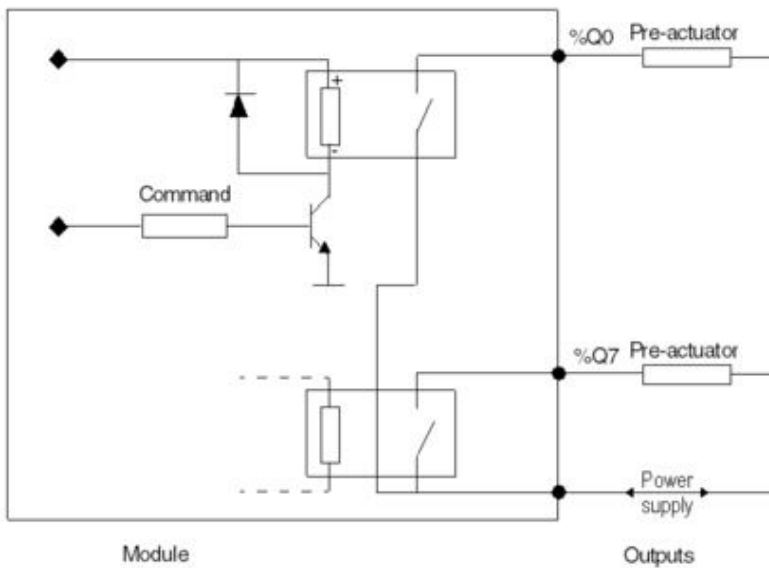 %Q0 Pre-actuator
+
-
Command
%Q7 Pre-actuator
Power
supply
Module Outputs